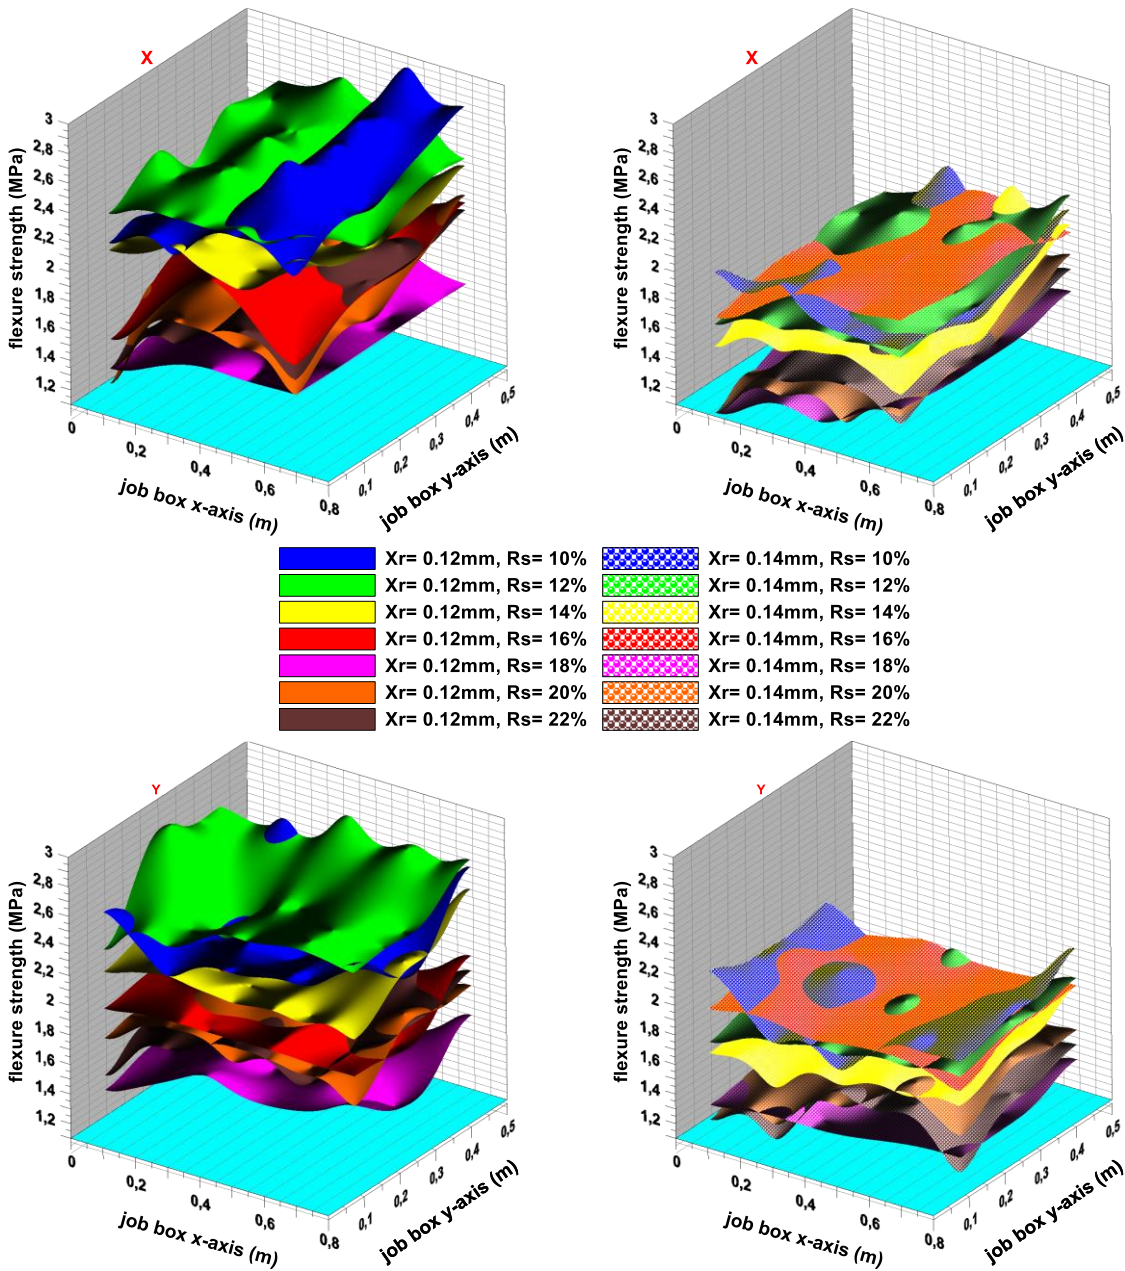 X
3
2,8
2,6
2,4
2,2
2
1,8
1,6
1,4
1,2
flexure strength (MPa)
0
0,2
0,4
0,6
0,8
job box x-axis (m)
0,1
0,2
0,3
0,4
0,5
job box y-axis (m)
X
3
2,8
2,6
2,4
2,2
2
1,8
1,6
1,4
1,2
flexure strength (MPa)
0
0,2
0,4
0,6
0,8
job box x-axis (m)
0,1
0,2
0,3
0,4
0,5
job box y-axis (m)
Xr= 0.12mm, Rs= 10%
Xr= 0.12mm, Rs= 12%
Xr= 0.12mm, Rs= 14%
Xr= 0.12mm, Rs= 16%
Xr= 0.12mm, Rs= 18%
Xr= 0.12mm, Rs= 20%
Xr= 0.12mm, Rs= 22%
Xr= 0.14mm, Rs= 10%
Xr= 0.14mm, Rs= 12%
Xr= 0.14mm, Rs= 14%
Xr= 0.14mm, Rs= 16%
Xr= 0.14mm, Rs= 18%
Xr= 0.14mm, Rs= 20%
Xr= 0.14mm, Rs= 22%
Y
3
2,8
2,6
2,4
2,2
2
1,8
1,6
1,4
1,2
flexure strength (MPa)
0
0,2
0,4
0,6
0,8
job box x-axis (m)
0,1
0,2
0,3
0,4
0,5
job box y-axis (m)
Y
3
2,8
2,6
2,4
2,2
2
1,8
1,6
1,4
1,2
flexure strength (MPa)
0
0,2
0,4
0,6
0,8
job box x-axis (m)
0,1
0,2
0,3
0,4
0,5
job box y-axis (m)